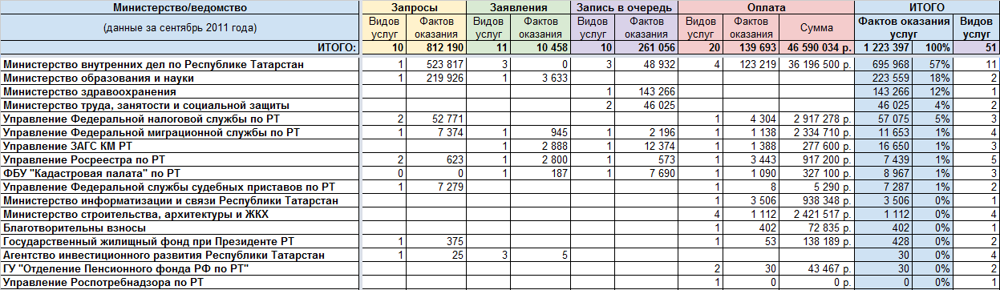 Министерство/ведомство Запросы Заявления Запись в очередь Оплата ИТОГО
(данные за сентябрь 2011 года) Видов услуг Фактов оказания Видов услуг Фактов оказания Видов услуг Фактов оказания Видов услуг Фактов оказания Сумма Фактов оказания услуг Видов услуг
ИТОГО: 10 812 190 11 10 458 10 261 056 20 139 693 46 590 034 р. 1 223 397 100% 51
Министерство внутренних дел по Республике Татарстан 1 523 817 3 0 3 48 932 4 123 219 36 196 500 р. 695 968 57% 11
Министерство образования и науки 1 219 926 1 3 633 223 559 18% 2
Министерство здравоохранения 1 143 266 143 266 12% 1
Министерство труда, занятости и социальной защиты 2 46 025 46 025 4% 2
Управление Федеральной налоговой службы по РТ 2 52 771 1 4 304 2 917 278 р. 57 075 5% 3
Управление Федеральной миграционной службы по РТ 1 7 374 1 945 1 2 196 1 1 138 2 334 710 р. 11 653 1% 4
Управление ЗАГС КМ РТ 1 2 888 1 12 374 1 1 388 277 600 р. 16 650 1% 3
Управление Росреестра по РТ 2 623 1 2 800 1 573 1 3 443 917 200 р. 7 439 1% 5
ФБУ "Кадастровая палата" по РТ 0 0 1 187 1 7 690 1 1 090 327 100 р. 8 967 1% 3
Управление Федеральной службы судебных приставов по РТ 1 7 279 1 8 5 290 р. 7 287 1% 2
Министерство информатизации и связи Республики Татарстан 1 3 506 938 348 р. 3 506 0% 1
Министерство строительства, архитектуры и ЖКХ 4 1 112 2 421 517 р. 1 112 0% 4
Благотворительны взносы 1 402 72 835 р. 402 0% 1
Государственный жилищный фонд при Президенте РТ 1 375 1 53 138 189 р. 428 0% 2
Агентство инвестиционного развития Республики Татарстан 1 25 3 5 30 0% 4
ГУ "Отделение Пенсионного фонда РФ по РТ" 2 30 43 467 р. 30 0% 2
Управление Роспотребнадзора по РТ 1 0 0 р. 0 0% 1